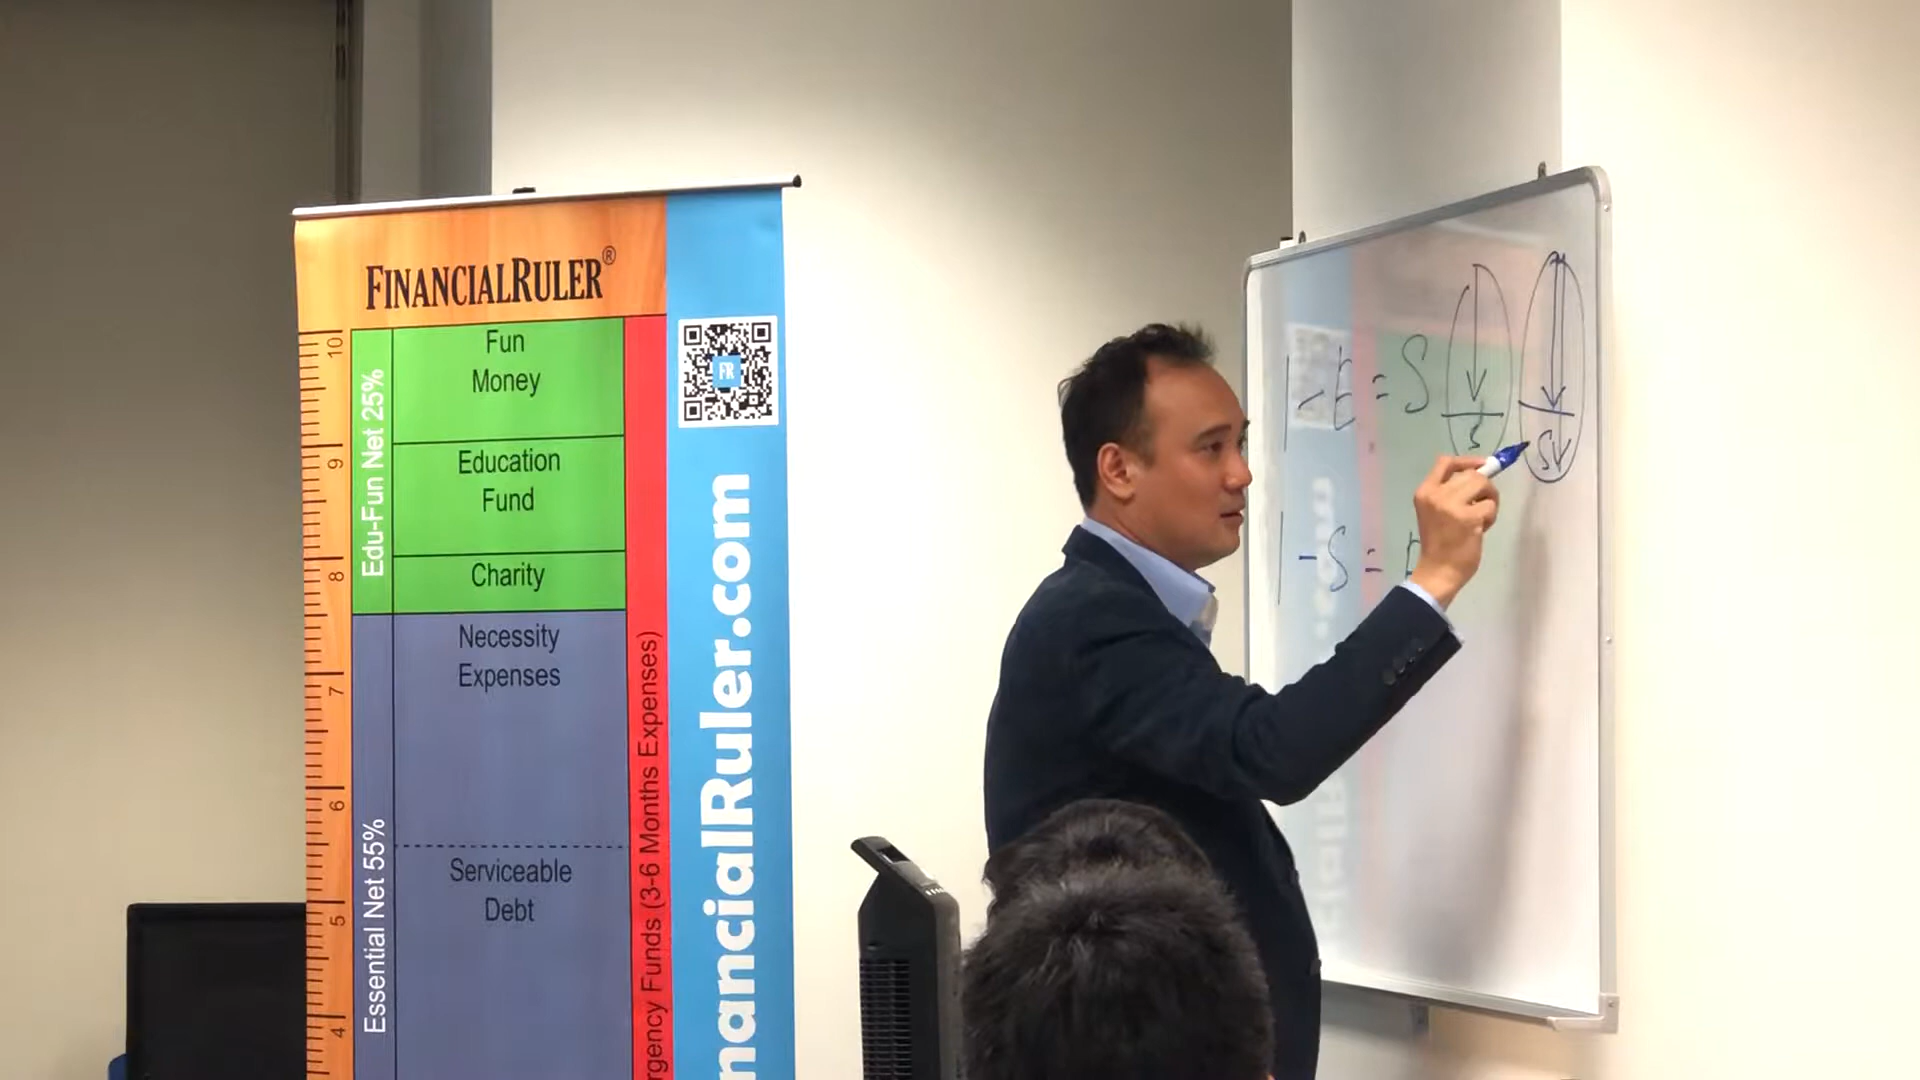 FINANCIALRULER®
FR
10
9
8
7
6
5
4
Edu-Fun Net 25%
Fun
Money
Education
Fund
Charity
Essential Net 55%
Necessity
Expenses
Serviceable
Debt
rgency Funds (3-6 Months Expenses)
nancialRuler.com
I - E = S
S
S
I - S =